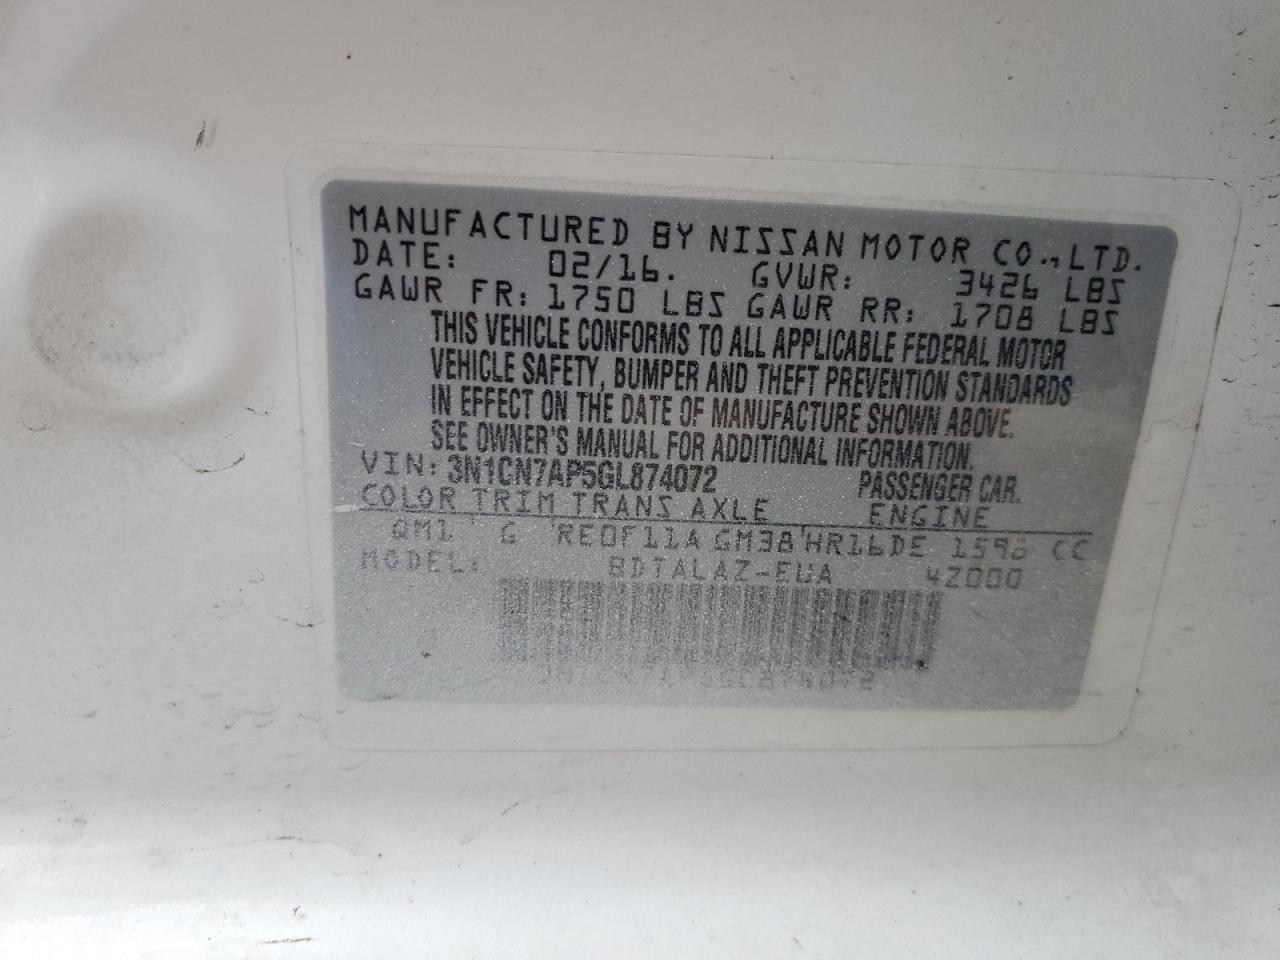 MANUFACTURED BY NISSAN MOTOR CO., LTD.
DATE: 02/16. GVWR: 3426 LBS
GAWR FR: 1750 LBS GAWR RR: 1708 LBS
THIS VEHICLE CONFORMS TO ALL APPLICABLE FEDERAL MOTOR
VEHICLE SAFETY, BUMPER AND THEFT PREVENTION STANDARDS
IN EFFECT ON THE DATE OF MANUFACTURE SHOWN ABOVE.
SEE OWNER'S MANUAL FOR ADDITIONAL INFORMATION.
VIN: 3N1CN7AP5GL874072 PASSENGER CAR.
COLOR TRIM TRANS AXLE ENGINE
QM1 G RE0F11A GM38 HR16DE 1598 CC
MODEL: BDTALAZ-EUA 42000